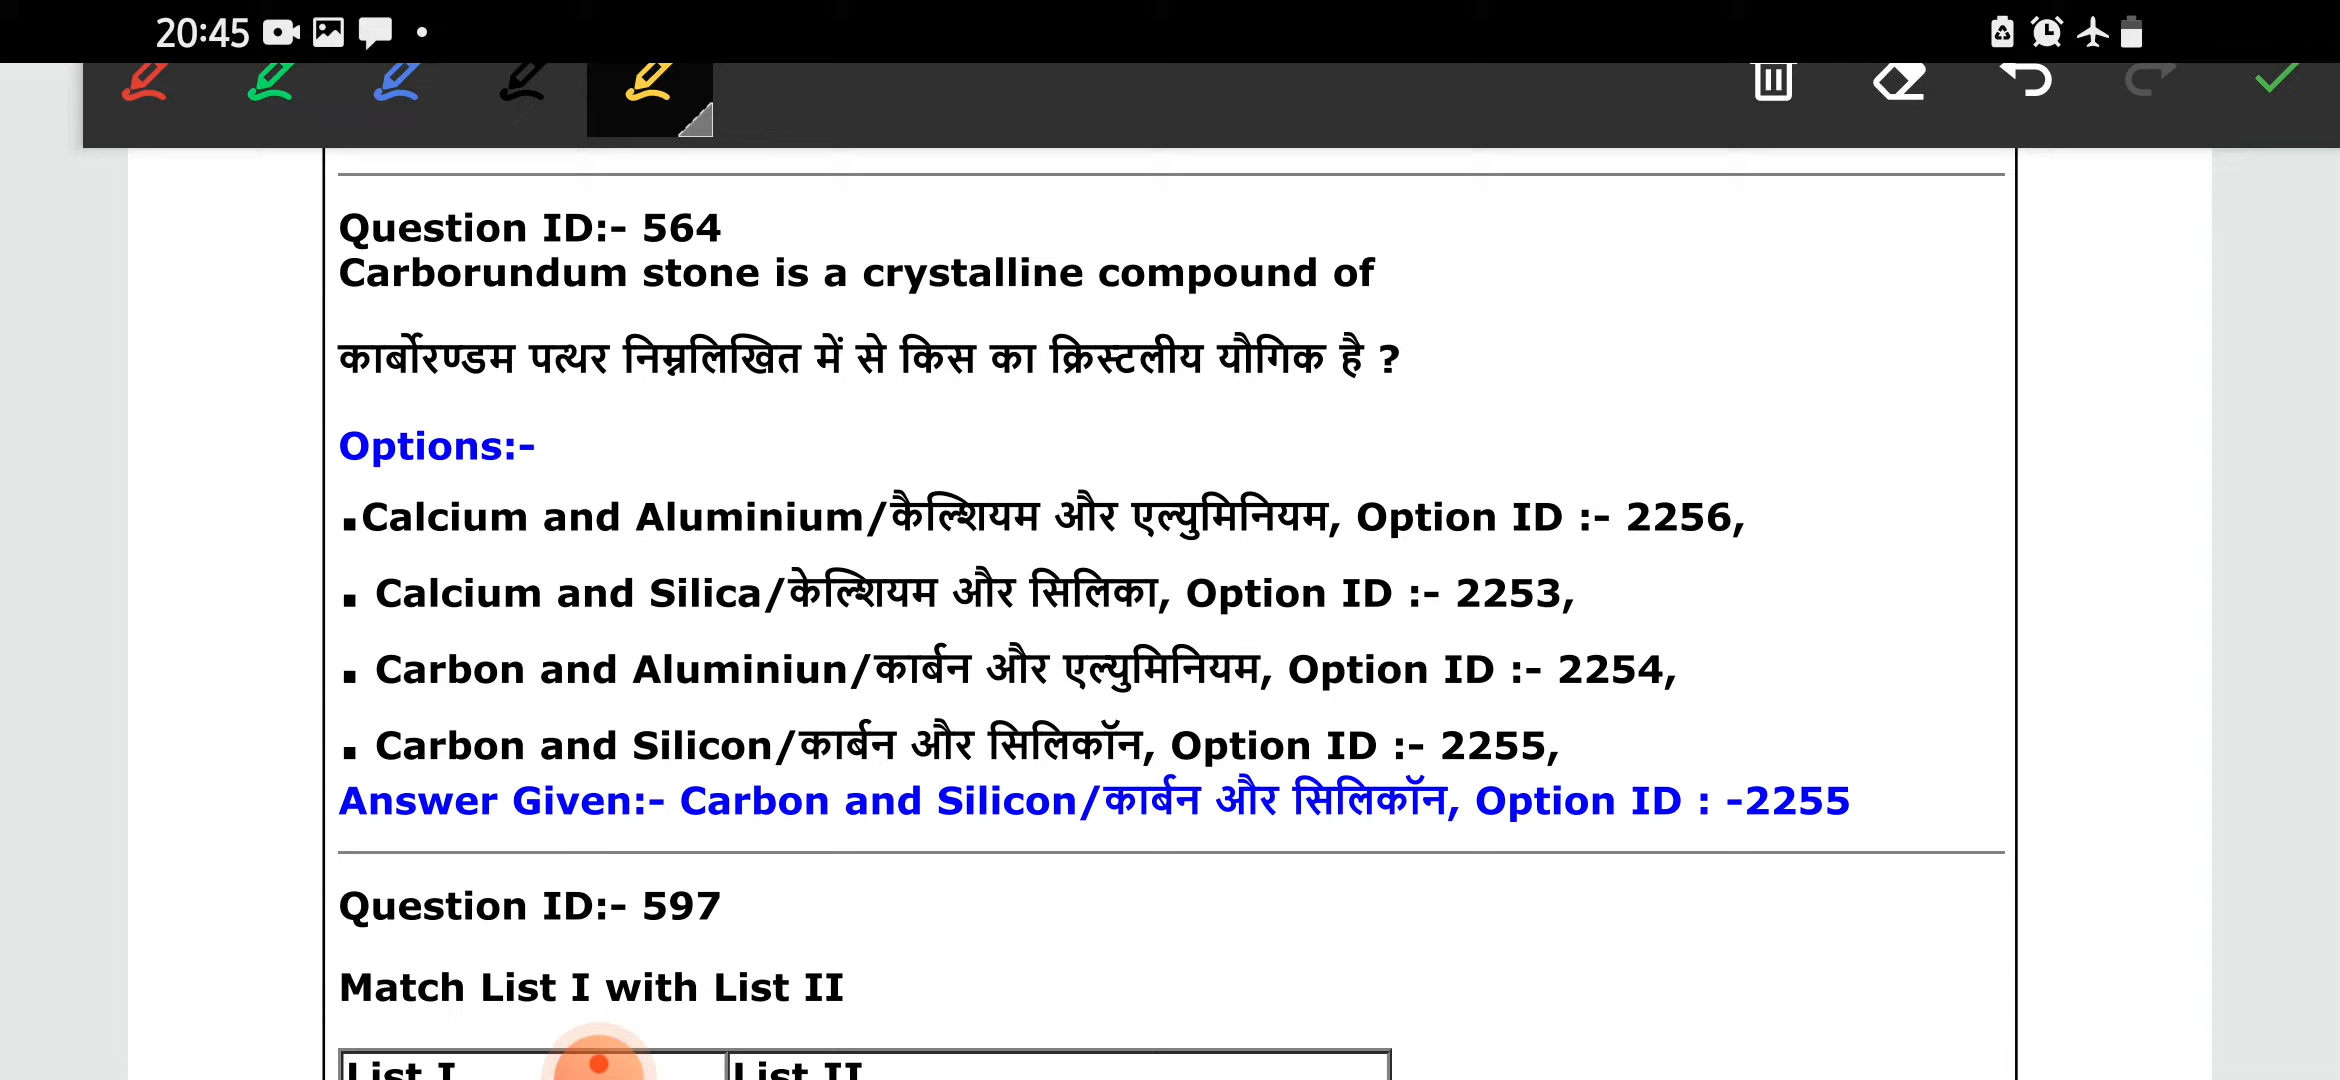 20:45
Question ID:- 564
Carborundum stone is a crystalline compound of
कार्बोरण्डम पत्थर निम्नलिखित में से किस का क्रिस्टलीय यौगिक है ?
Options:-
▪Calcium and Aluminium/कैल्शियम और एल्युमिनियम, Option ID :- 2256,
▪ Calcium and Silica/केल्शियम और सिलिका, Option ID :- 2253,
▪ Carbon and Aluminiun/कार्बन और एल्युमिनियम, Option ID :- 2254,
▪ Carbon and Silicon/कार्बन और सिलिकॉन, Option ID :- 2255,
Answer Given:- Carbon and Silicon/कार्बन और सिलिकॉन, Option ID : -2255
Question ID:- 597
Match List I with List II
List I List II